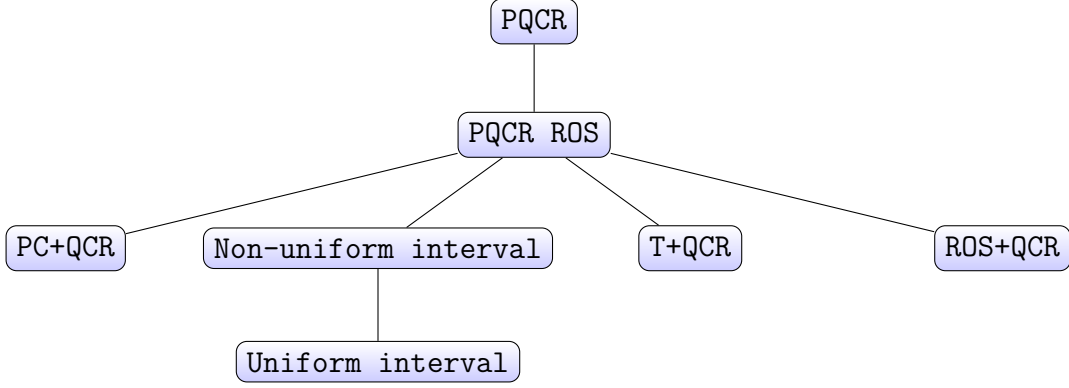 PQCR
PQCR ROS
PC+QCR
Non-uniform interval
T+QCR
ROS+QCR
Uniform interval